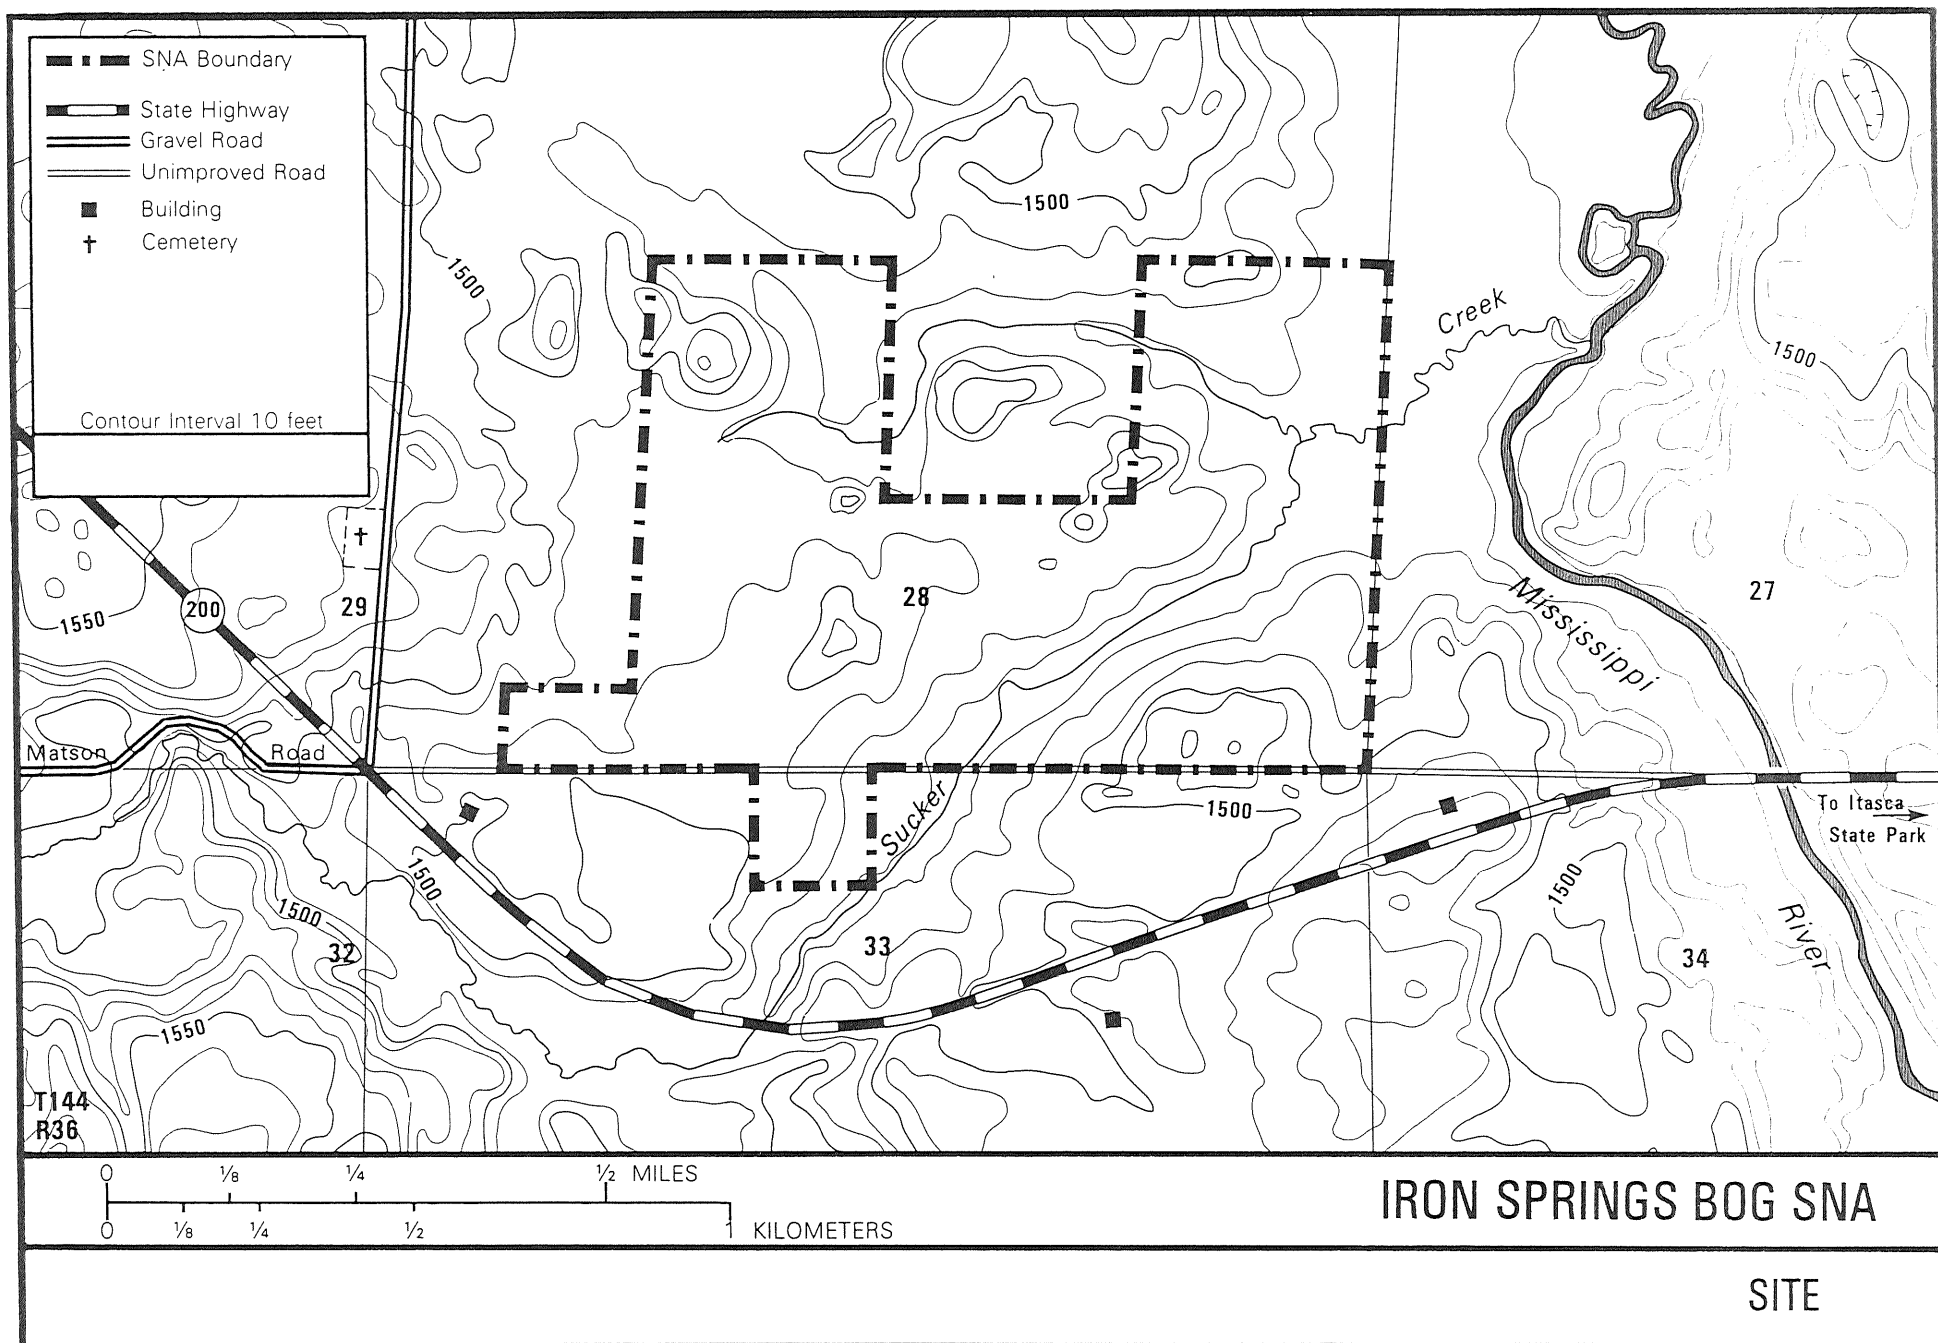 SNA Boundary
State Highway
Gravel Road
Unimproved Road
Building
Cemetery
Contour Interval 10 feet
1500
1500
Creek
1500
200
29
28
27
1550
Mississippi
Matson Road
Sucker
1500
To Itasca
State Park
1500
1500
1500
32
33
34
River
1550
T144
R36
0 1/8 1/4 1/2 MILES
0 1/8 1/4 1/2 1 KILOMETERS
IRON SPRINGS BOG SNA
SITE